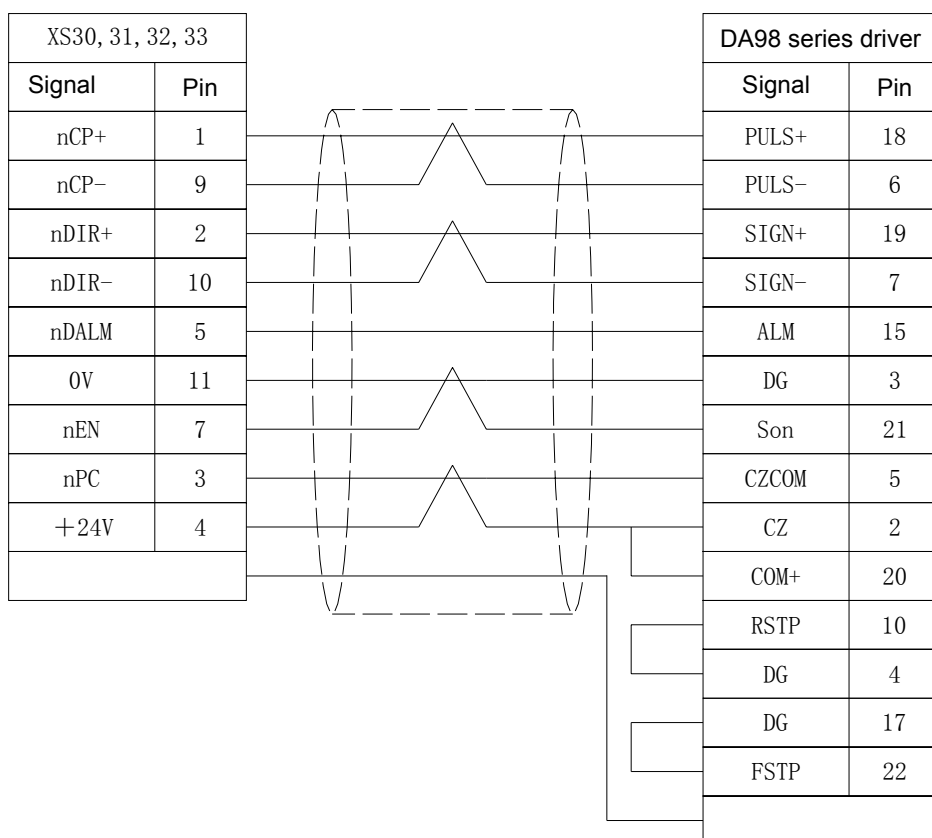 XS30, 31, 32, 33
Signal Pin
nCP+ 1
nCP- 9
nDIR+ 2
nDIR- 10
nDALM 5
0V 11
nEN 7
nPC 3
+24V 4
DA98 series driver
Signal Pin
PULS+ 18
PULS- 6
SIGN+ 19
SIGN- 7
ALM 15
DG 3
Son 21
CZCOM 5
CZ 2
COM+ 20
RSTP 10
DG 4
DG 17
FSTP 22